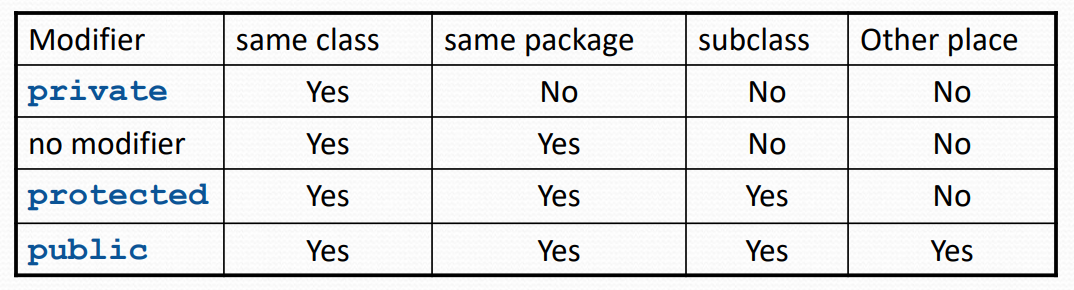 Modifier same class same package subclass Other place
private Yes No No No
no modifier Yes Yes No No
protected Yes Yes Yes No
public Yes Yes Yes Yes